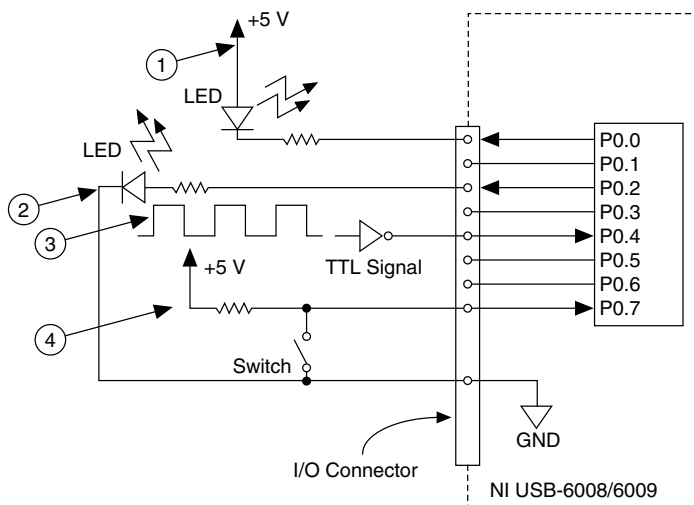 +5 V
1
LED
LED
P0.0
P0.1
2
P0.2
P0.3
3
P0.4
+5 V
TTL Signal
P0.5
P0.6
4
P0.7
Switch
GND
I/O Connector
NI USB-6008/6009